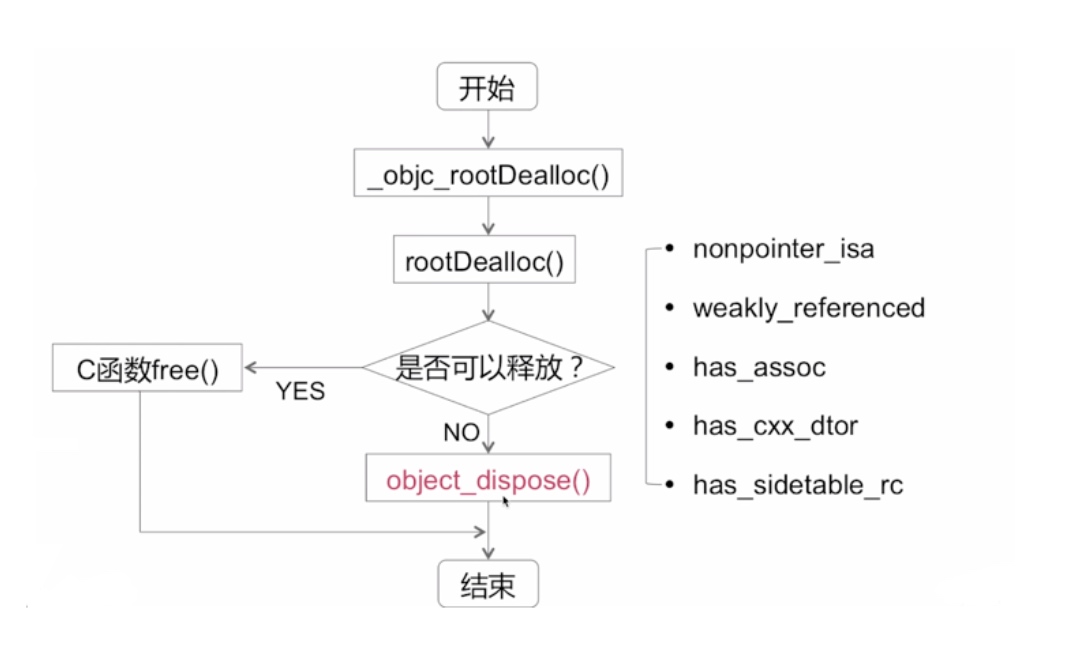 开始
_objc_rootDealloc()
rootDealloc()
是否可以释放？
YES
C函数free()
NO
object_dispose()
结束
• nonpointer_isa
• weakly_referenced
• has_assoc
• has_cxx_dtor
• has_sidetable_rc